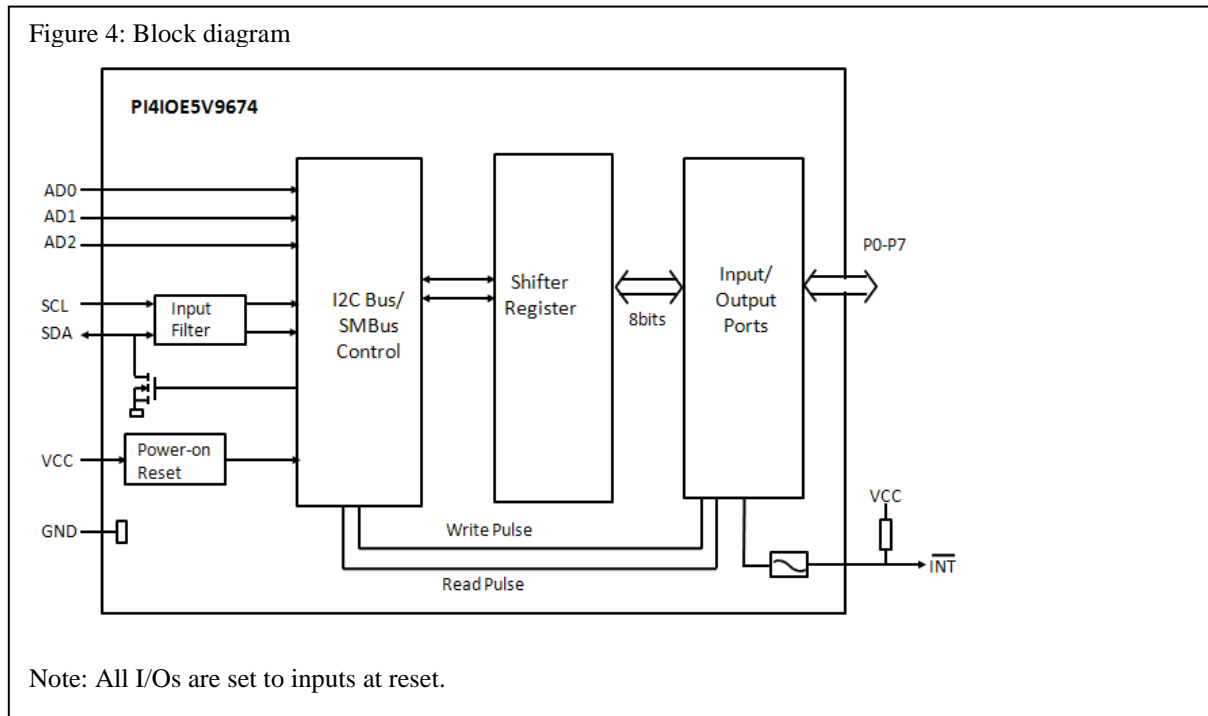 Figure 4: Block diagram
PI4IOE5V9674
AD0
AD1
AD2
SCL
SDA
Input
Filter
I2C Bus/
SMBus
Control
Shifter
Register
8bits
Input/
Output
Ports
P0-P7
VCC
Power-on
Reset
GND
Write Pulse
Read Pulse
VCC
INT
Note: All I/Os are set to inputs at reset.